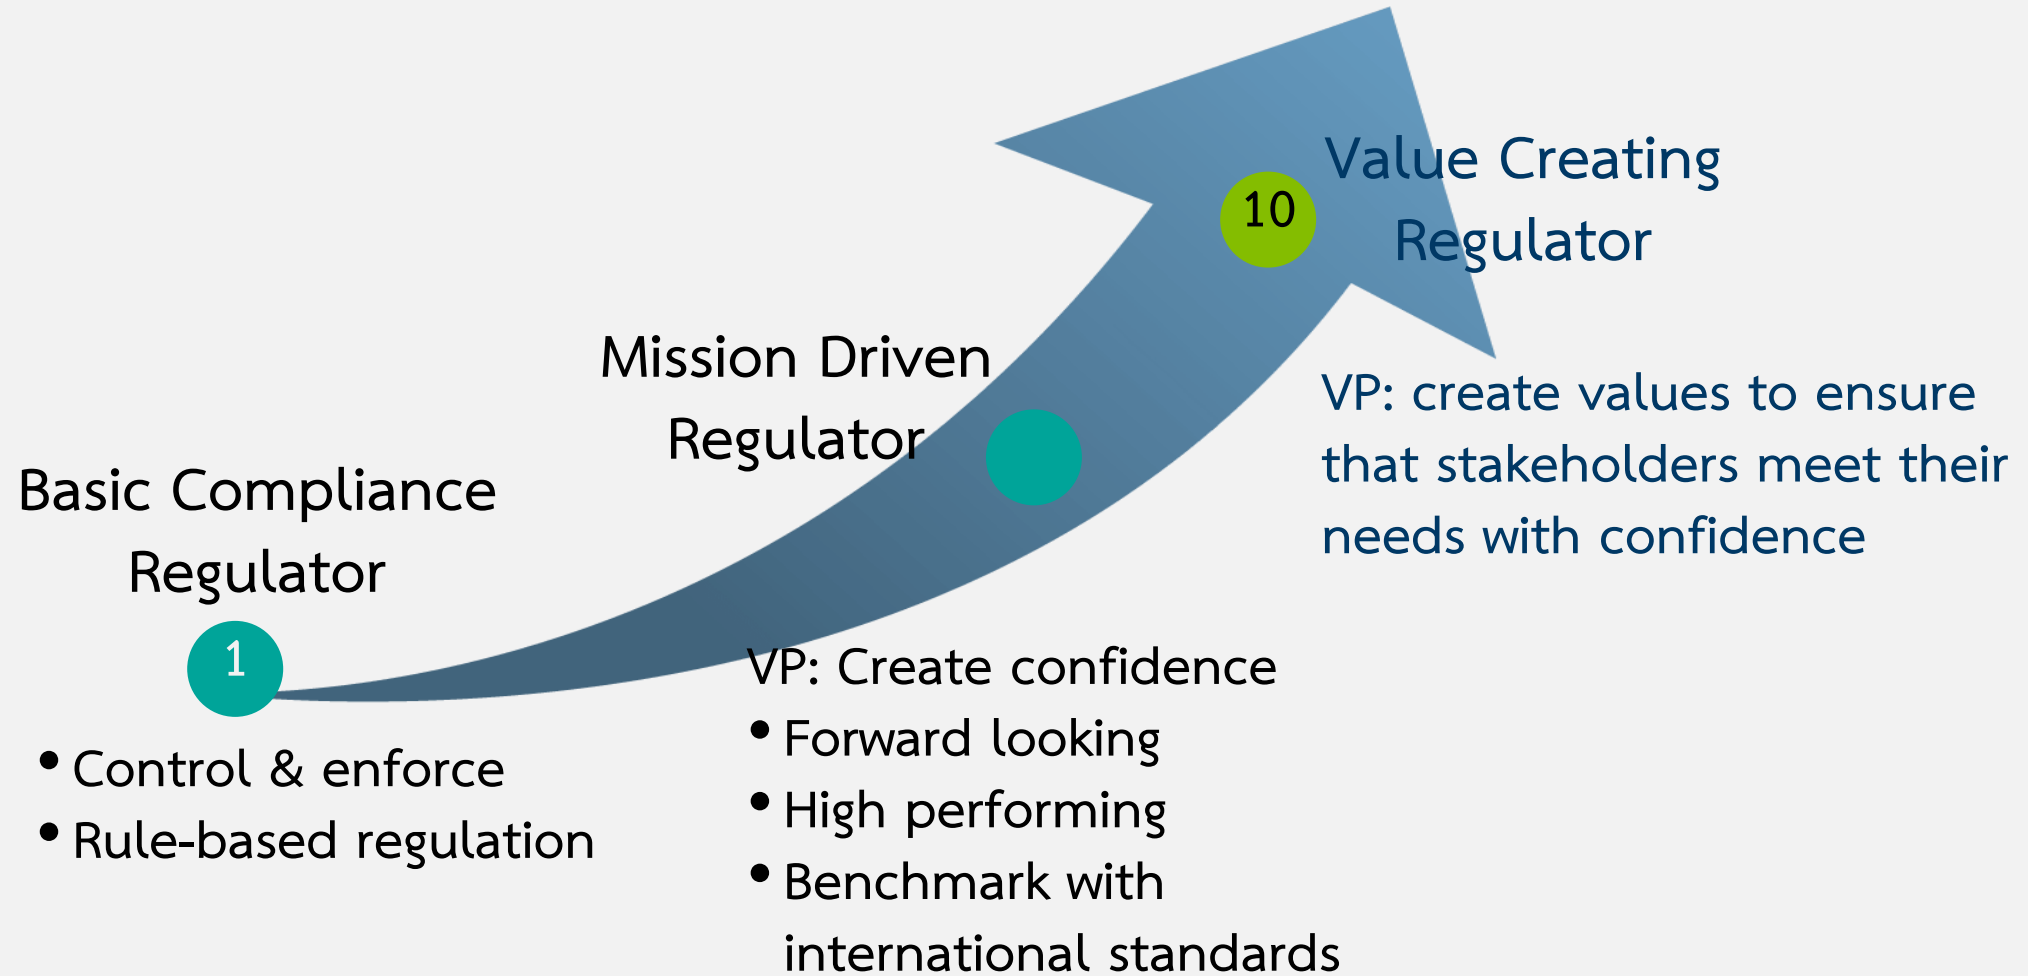 Basic Compliance
Regulator
1
• Control & enforce
• Rule-based regulation
Mission Driven
Regulator
VP: Create confidence
• Forward looking
• High performing
• Benchmark with
international standards
10
Value Creating
Regulator
VP: create values to ensure
that stakeholders meet their
needs with confidence